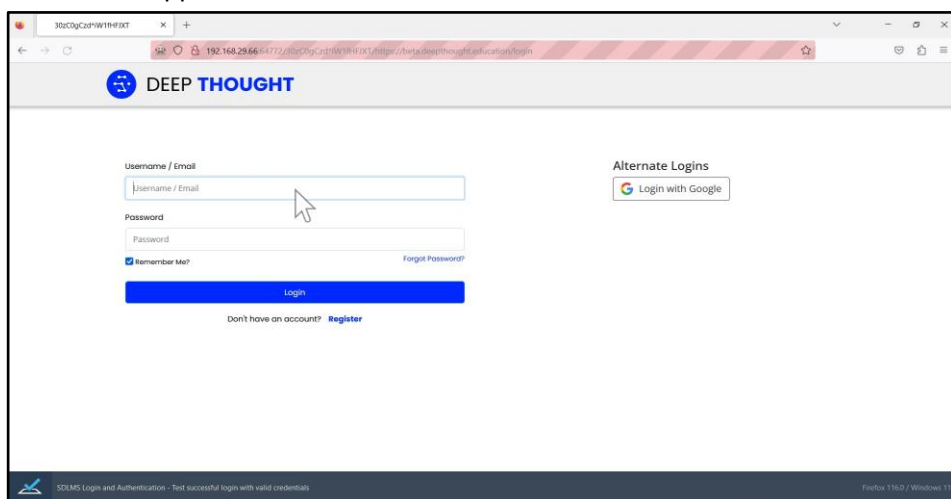 30zC0gCzd^iW1fHFJXT
192.168.29.66:64772/30zC0gCzd^iW1fHFJXT/https://beta.deepthought.education/login
DEEP THOUGHT
Username / Email
Alternate Logins
Username / Email
Login with Google
Password
Password
Remember Me?
Forgot Password?
Login
Don't have an account? Register
SDLMS Login and Authentication - Test successful login with valid credentials
Firefox 116.0 / Windows 11